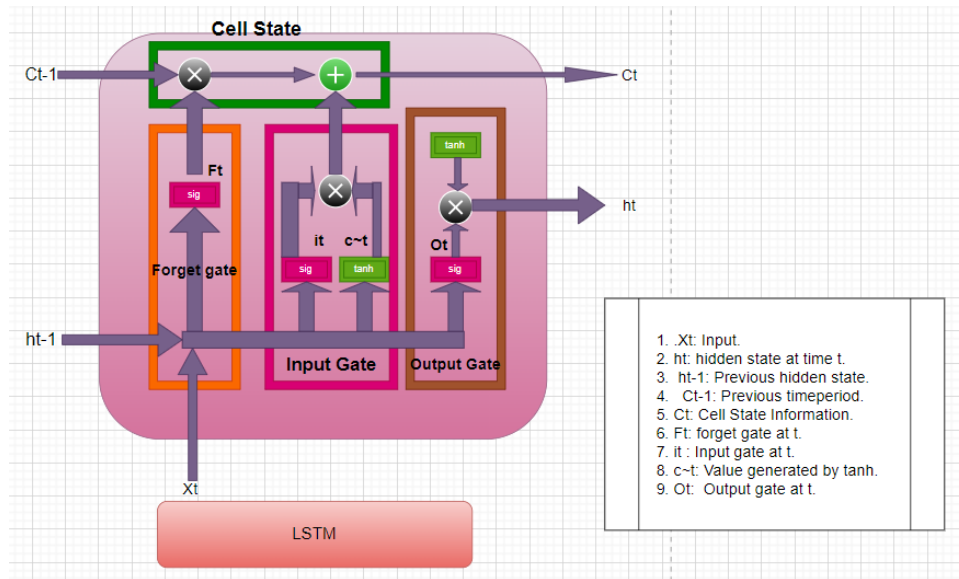 Cell State
Ct-1
Ct
tanh
Ft
sig
ht
it
c~t
Ot
sig
tanh
sig
Forget gate
ht-1
Input Gate
Output Gate
Xt
LSTM
1. .Xt: Input.
2. ht: hidden state at time t.
3. ht-1: Previous hidden state.
4. Ct-1: Previous timeperiod.
5. Ct: Cell State Information.
6. Ft: forget gate at t.
7. it : Input gate at t.
8. c~t: Value generated by tanh.
9. Ot: Output gate at t.